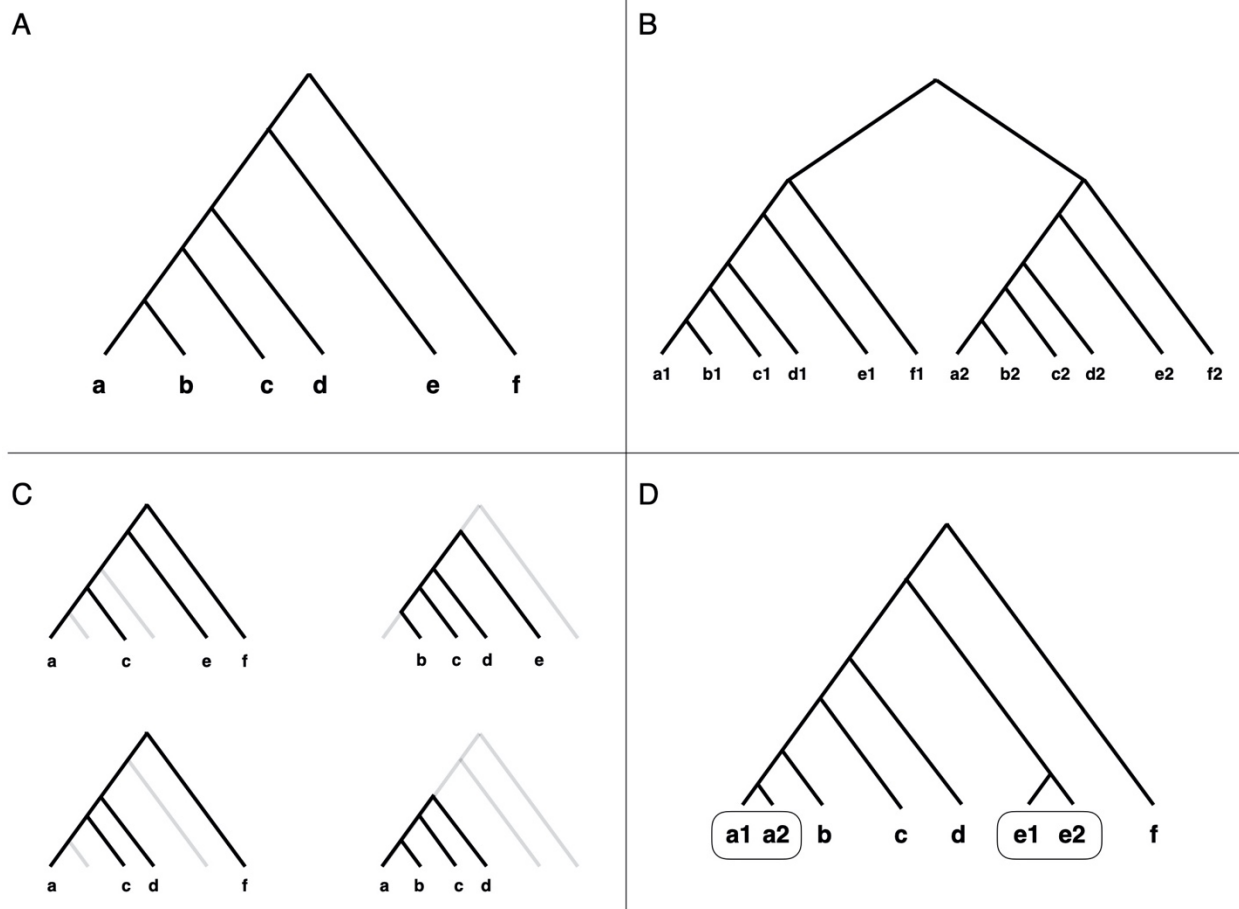 A
B
a b c d e f
a1 b1 c1 d1 e1 f1 a2 b2 c2 d2 e2 f2
C
D
a c e f
b c d e
a c d f
a b c d
a1 a2 b c d e1 e2 f